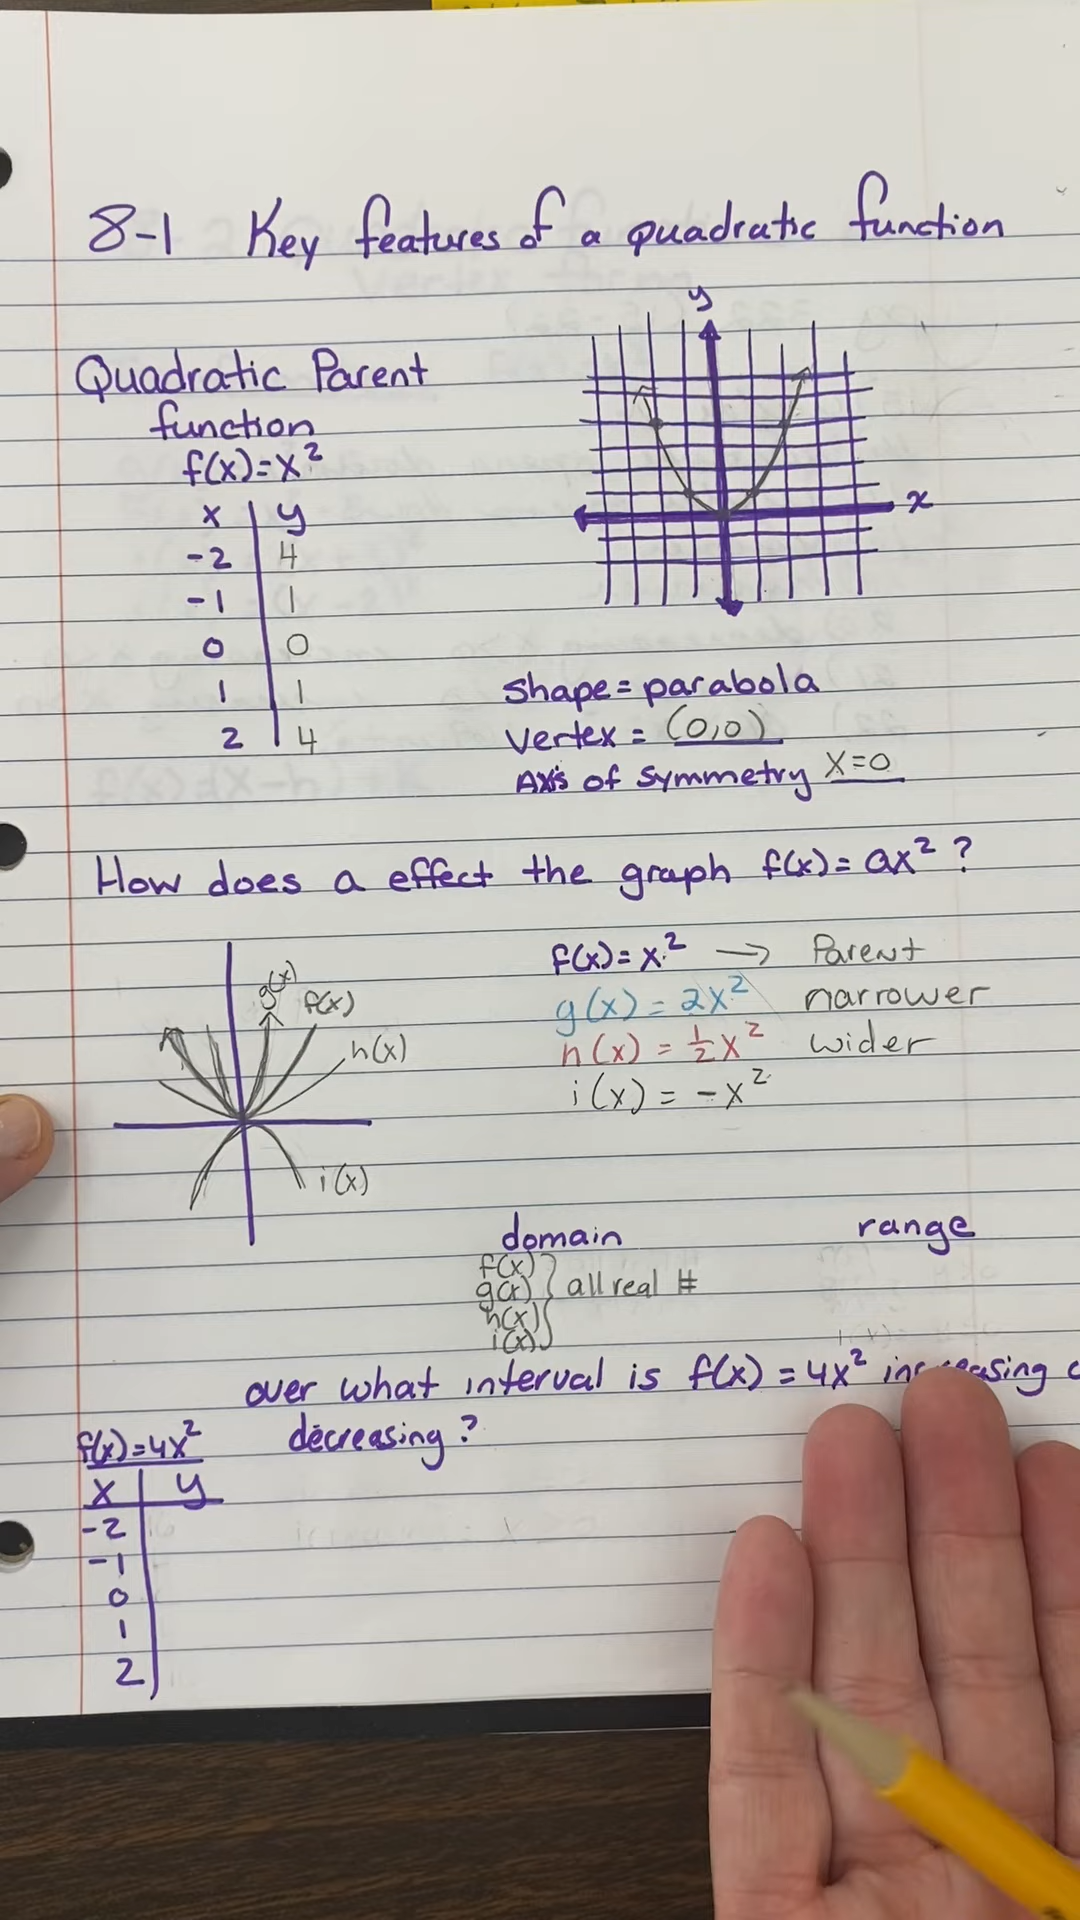 8-1 Key features of a quadratic function
y
x
Quadratic Parent
function
f(x)=x²
x y
-2 4
-1 1
0 0
1 1
2 4
shape = parabola
vertex = (0,0)
Axis of symmetry x=0
How does a effect the graph f(x)= ax² ?
g(x) f(x)
h(x)
i(x)
f(x)= x² → Parent
g(x) = 2x² narrower
h(x) = ½x² wider
i(x) = -x²
domain range
f(x)
g(x) } all real #
h(x)
i(x)
over what interval is f(x) = 4x² increasing
decreasing?
f(x)=4x²
x y
-2
-1
0
1
2